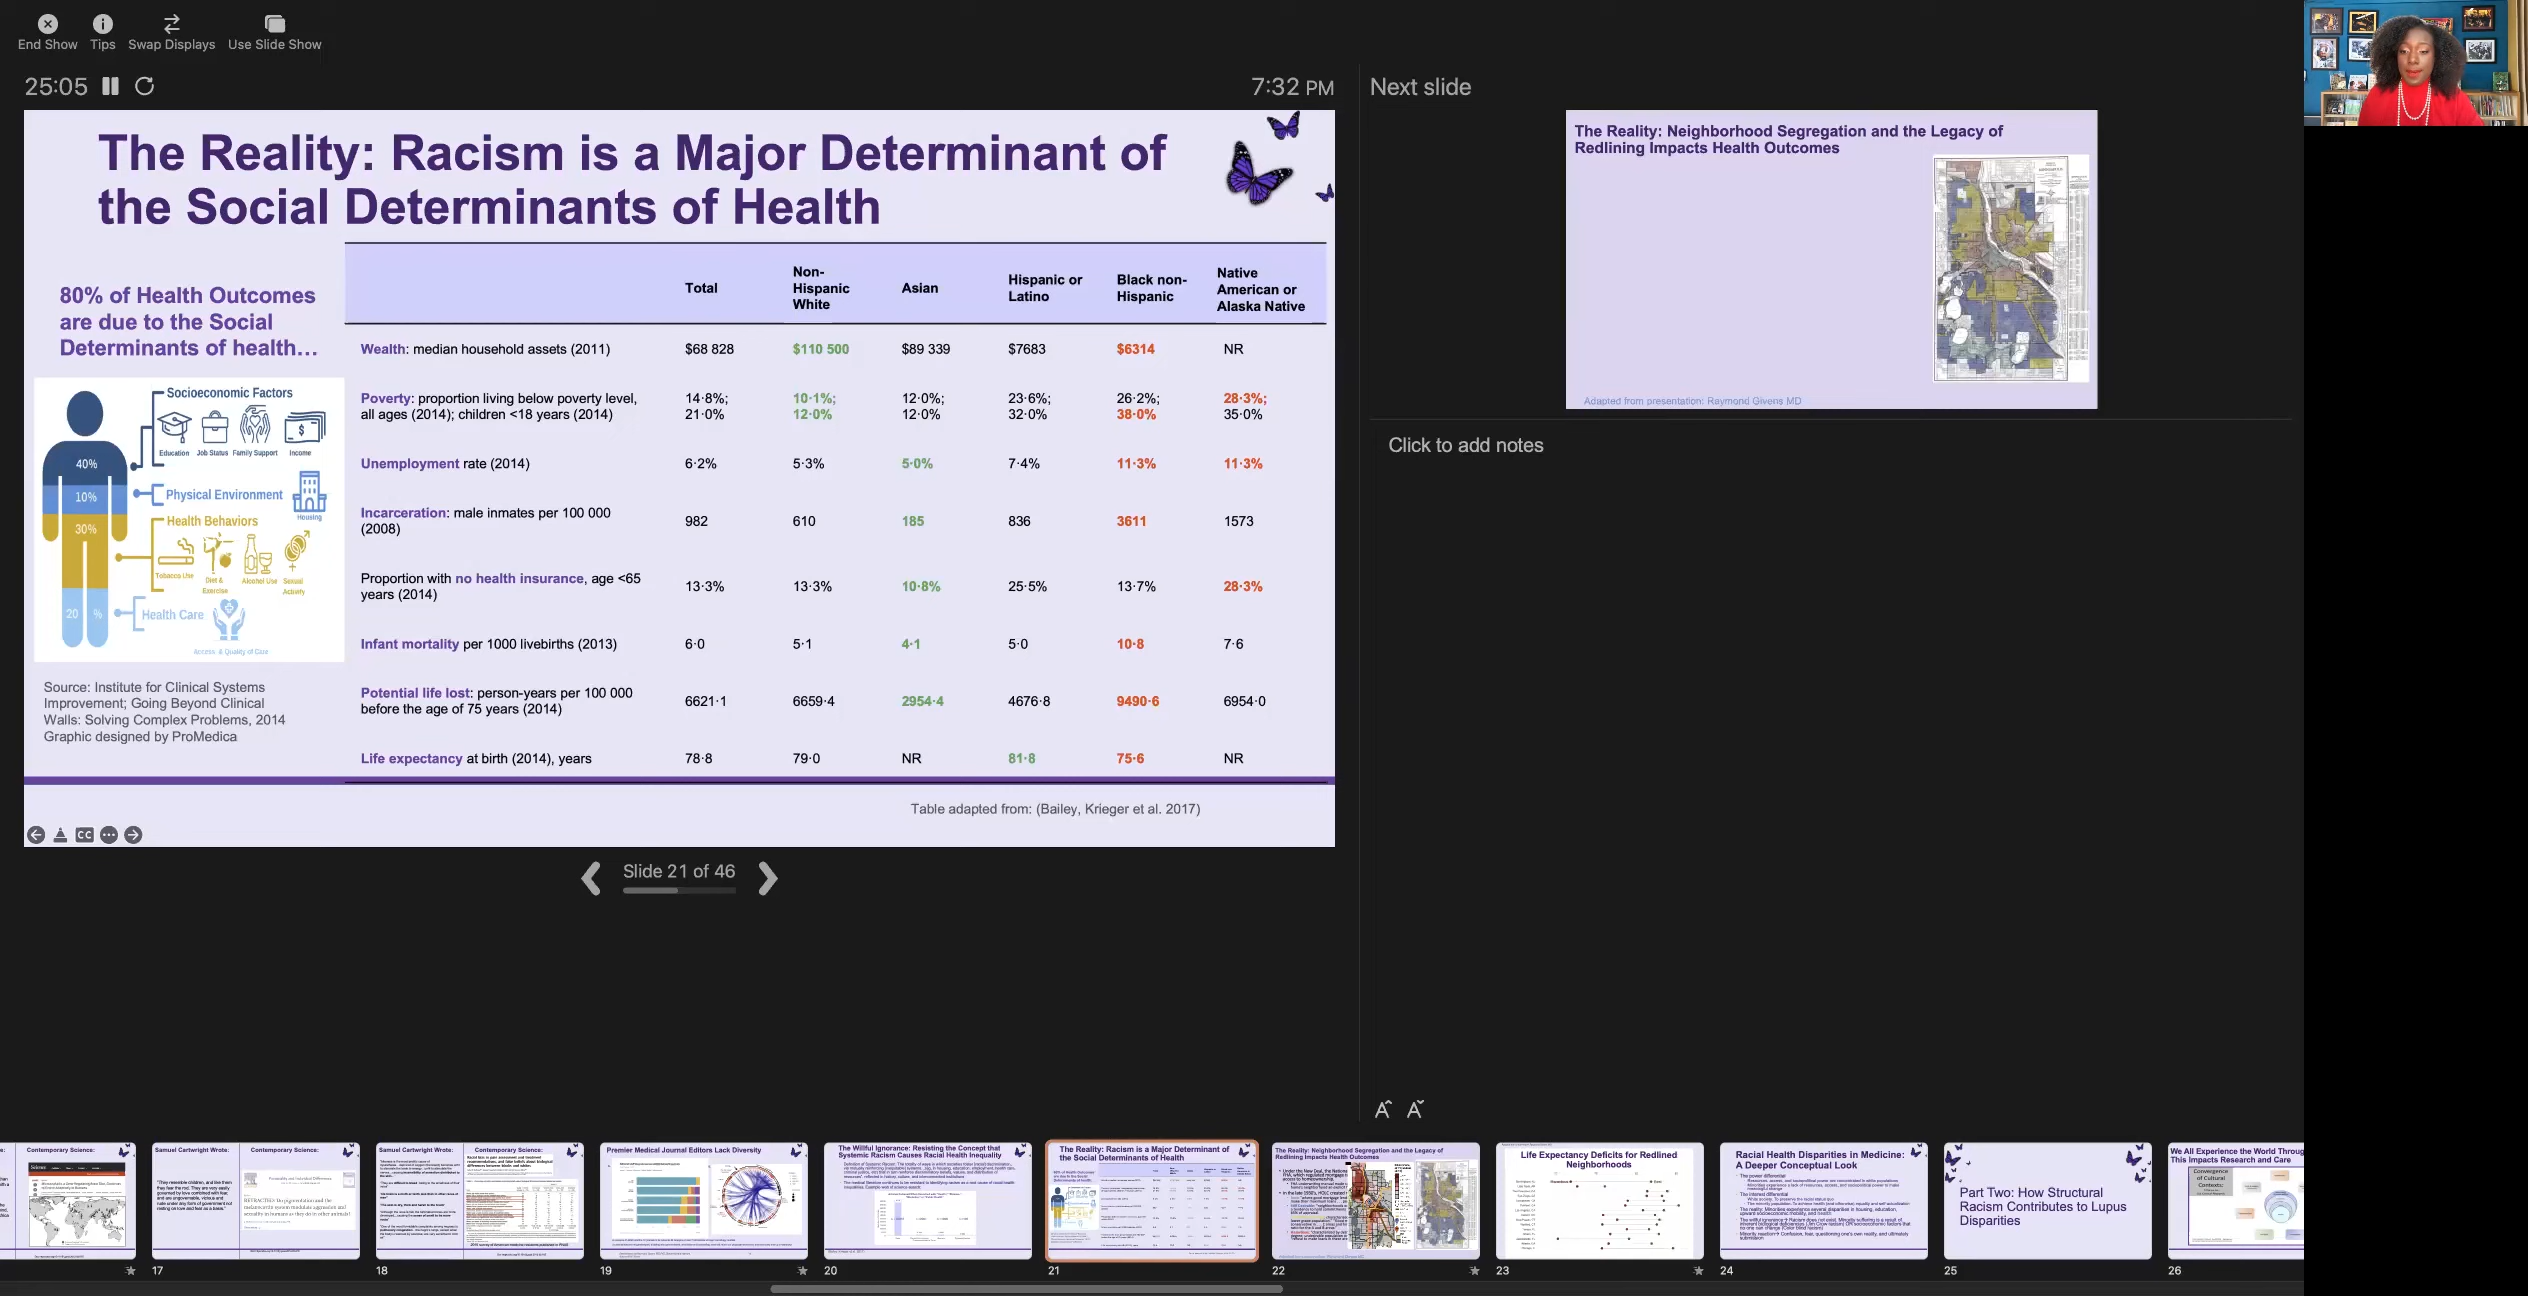 End Show
Tips
Swap Displays
Use Slide Show
25:05
7:32 PM
Next slide
The Reality: Racism is a Major Determinant of
the Social Determinants of Health
80% of Health Outcomes
are due to the Social
Determinants of health...
Socioeconomic Factors
Education
Job Status
Family Support
Income
40%
10%
Physical Environment
Housing
30%
Health Behaviors
Tobacco Use
Diet &
Exercise
Alcohol Use
Sexual
Activity
20 %
Health Care
Access & Quality of Care
Source: Institute for Clinical Systems
Improvement; Going Beyond Clinical
Walls: Solving Complex Problems, 2014
Graphic designed by ProMedica
Total
Non-
Hispanic
White
Asian
Hispanic or
Latino
Black non-
Hispanic
Native
American or
Alaska Native
Wealth: median household assets (2011) $68 828 $110 500 $89 339 $7683 $6314 NR
Poverty: proportion living below poverty level, 14·8%; 10·1%; 12·0%; 23·6%; 26·2%; 28·3%;
all ages (2014); children <18 years (2014) 21·0% 12·0% 12·0% 32·0% 38·0% 35·0%
Unemployment rate (2014) 6·2% 5·3% 5·0% 7·4% 11·3% 11·3%
Incarceration: male inmates per 100 000
(2008)
982 610 185 836 3611 1573
Proportion with no health insurance, age <65
years (2014)
13·3% 13·3% 10·8% 25·5% 13·7% 28·3%
Infant mortality per 1000 livebirths (2013) 6·0 5·1 4·1 5·0 10·8 7·6
Potential life lost: person-years per 100 000
before the age of 75 years (2014)
6621·1 6659·4 2954·4 4676·8 9490·6 6954·0
Life expectancy at birth (2014), years 78·8 79·0 NR 81·8 75·6 NR
Table adapted from: (Bailey, Krieger et al. 2017)
CC
Slide 21 of 46
The Reality: Neighborhood Segregation and the Legacy of
Redlining Impacts Health Outcomes
Adapted from presentation: Raymond Givens MD
Click to add notes
Contemporary Science:
Samuel Cartwright Wrote:
Contemporary Science:
17
Samuel Cartwright Wrote:
Contemporary Science:
18
Premier Medical Journal Editors Lack Diversity
19
The Willful Ignorance: Resisting the Concept that
Systemic Racism Causes Racial Health Inequality
20
The Reality: Racism is a Major Determinant of
the Social Determinants of Health
21
The Reality: Neighborhood Segregation and the Legacy of
Redlining Impacts Health Outcomes
22
Life Expectancy Deficits for Redlined
Neighborhoods
23
Racial Health Disparities in Medicine:
A Deeper Conceptual Look
24
Part Two: How Structural
Racism Contributes to Lupus
Disparities
25
We All Experience the World Throug
This Impacts Research and Care
Convergence
of Cultural
Contexts:
26